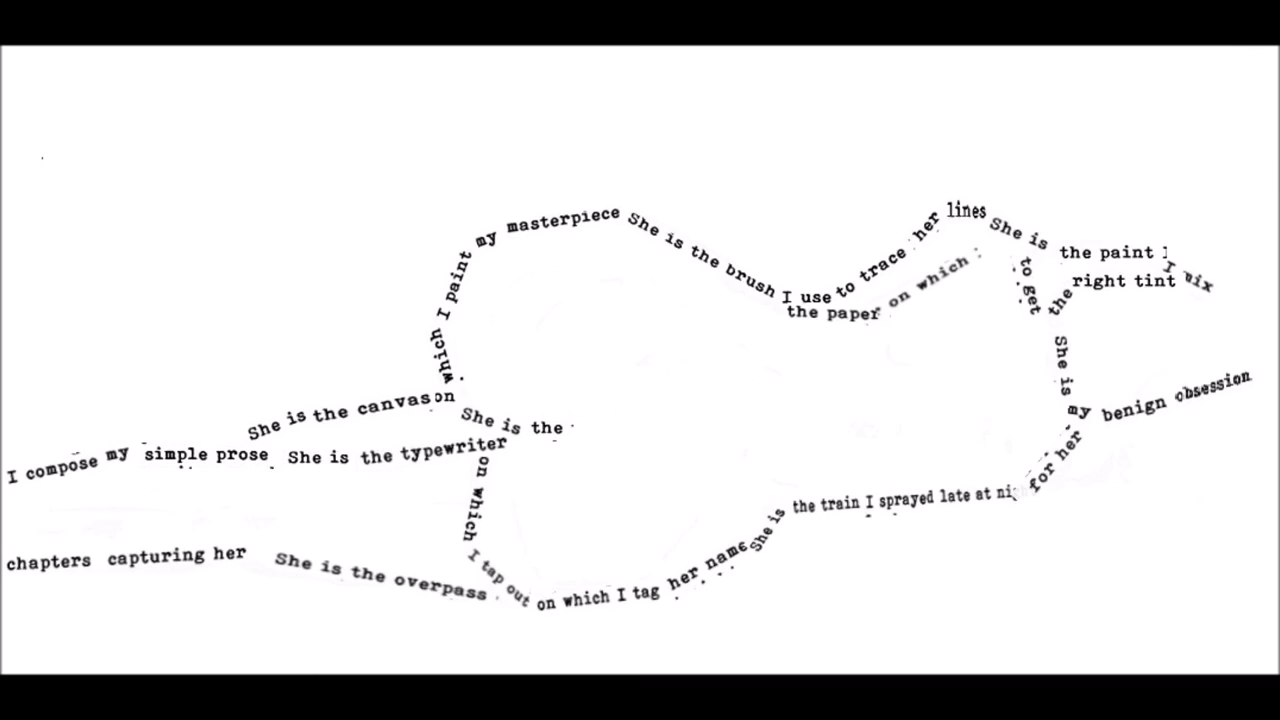 She is the canvas on
which I paint my masterpiece
She is the brush I use to trace her lines
She is the paint I mix
to get the right tint
She is the
the paper on which
I compose my simple prose
She is the typewriter
on which I tap out
chapters capturing her
She is the overpass
on which I tag her name
She is the train I sprayed late at
for her
She is my benign obsession